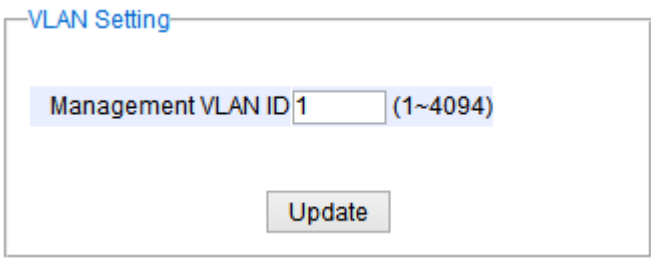 VLAN Setting
Management VLAN ID 1 (1~4094)
Update